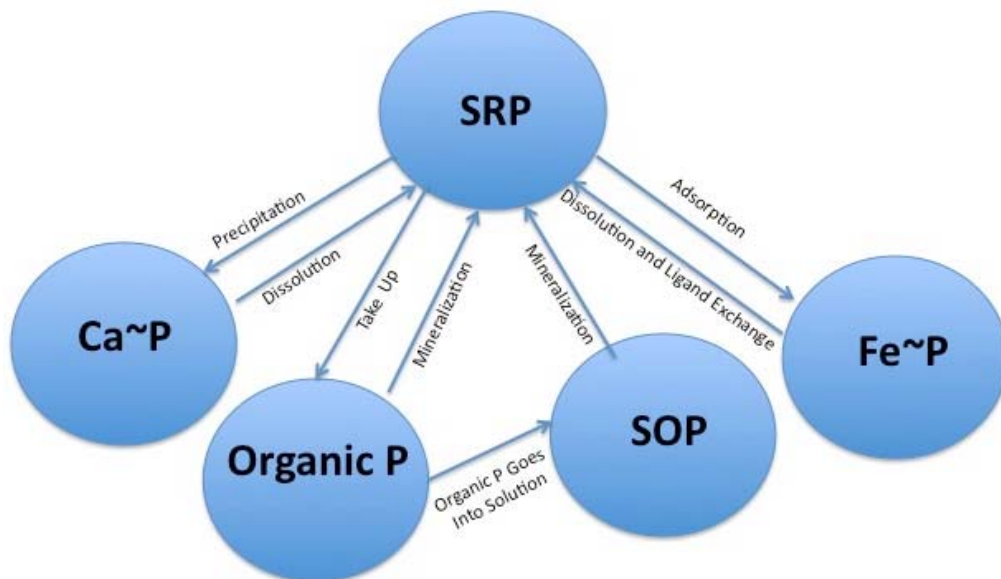 SRP
Precipitation
Dissolution
Take Up
Mineralization
Mineralization
Dissolution and Ligand Exchange
Adsorption
Ca~P
Organic P
SOP
Fe~P
Organic P Goes
Into Solution